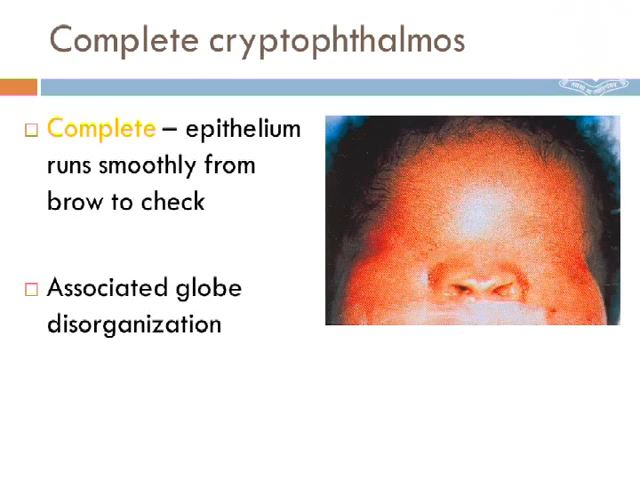 Complete cryptophthalmos
Complete – epithelium
runs smoothly from
brow to check
Associated globe
disorganization